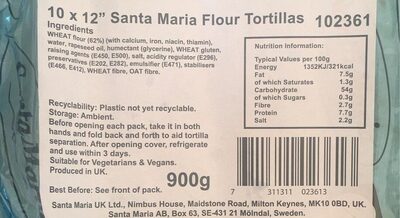 10 x 12” Santa Maria Flour Tortillas 102361
Ingredients
WHEAT flour (62%) (with calcium, iron, niacin, thiamin),
water, rapeseed oil, humectant (glycerine), WHEAT gluten,
raising agents (E450, E500), salt, acidity regulator (E296),
preservatives (E202, E282), emulsifier (E471), stabilisers
(E466, E412), WHEAT fibre, OAT fibre.
Nutrition Information:
Typical Values per 100g
Energy 1352KJ/321kcal
Fat 7.5g
of which Saturates 1.3g
Carbohydrate 54g
of which Sugars 0.3g
Fibre 2.7g
Protein 7.7g
Salt 2.2g
Recyclability: Plastic not yet recyclable.
Storage: Ambient.
Before opening each pack, take it in both
hands and fold back and forth to aid tortilla
separation. After opening cover, refrigerate
and use within 3 days.
Suitable for Vegetarians & Vegans.
Produced in UK.
900g
Best Before: See front of pack.
7 311311 023613
Santa Maria UK Ltd., Nimbus House, Maidstone Road, Milton Keynes, MK10 0BD, UK.
Santa Maria AB, Box 63, SE-431 21 Mölndal, Sweden.